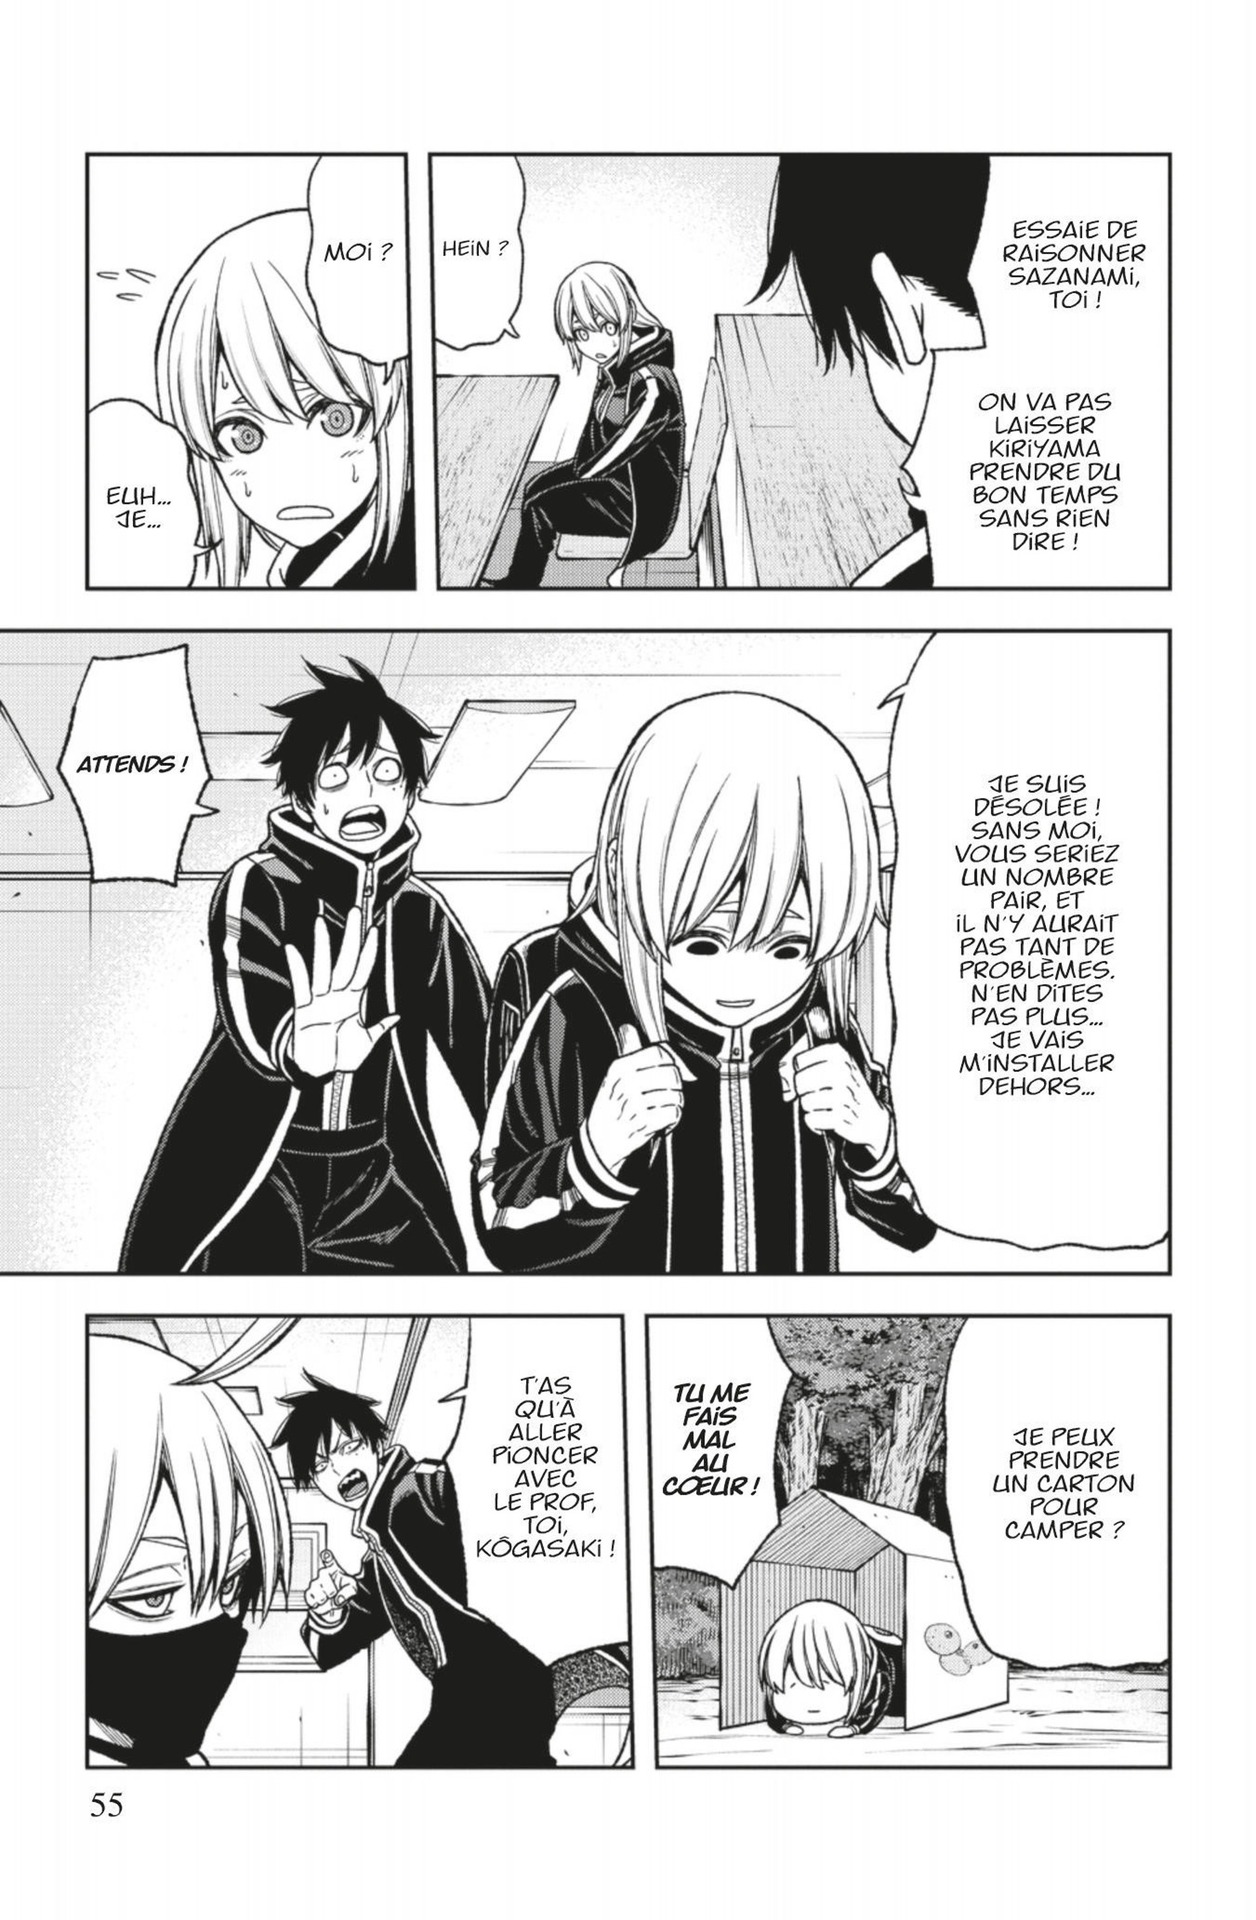 ESSAIE DE
RAISONNER
SAZANAMI,
TOI !
ON VA PAS
LAISSER
KIRIYAMA
PRENDRE DU
BON TEMPS
SANS RIEN
DIRE !
HEIN ?
MOI ?
EUH...
JE...
JE SUIS
DÉSOLÉE !
SANS MOI,
VOUS SERIEZ
UN NOMBRE
PAIR, ET
IL N'Y AURAIT
PAS TANT DE
PROBLÈMES.
N'EN DITES
PAS PLUS...
JE VAIS
M'INSTALLER
DEHORS...
ATTENDS !
JE PEUX
PRENDRE
UN CARTON
POUR
CAMPER ?
TU ME
FAIS
MAL
AU
COEUR !
T'AS
QU'À
ALLER
PIONCER
AVEC
LE PROF,
TOI,
KÔGASAKI !
55